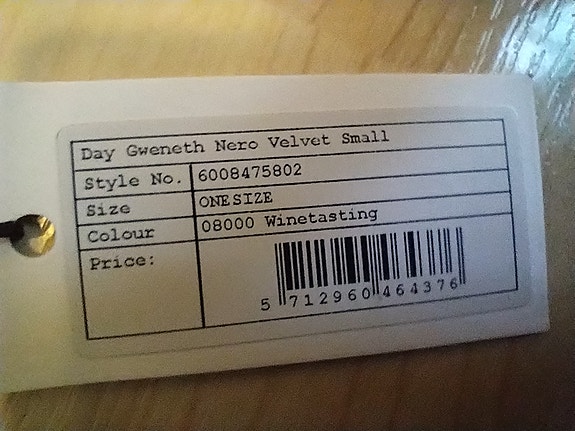 Day Gweneth Nero Velvet Small
Style No. 6008475802
Size ONESIZE
Colour 08000 Winetasting
Price:
5 712960 464376